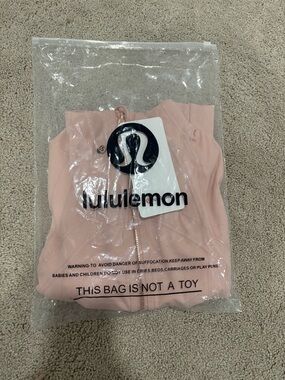 lululemon
WARNING-TO AVOID DANGER OF SUFFOCATION KEEP AWAY FROM
BABIES AND CHILDREN DO NOT USE IN CRIBS.BEDS.CARRIAGES OR PLAY PENS
THIS BAG IS NOT A TOY